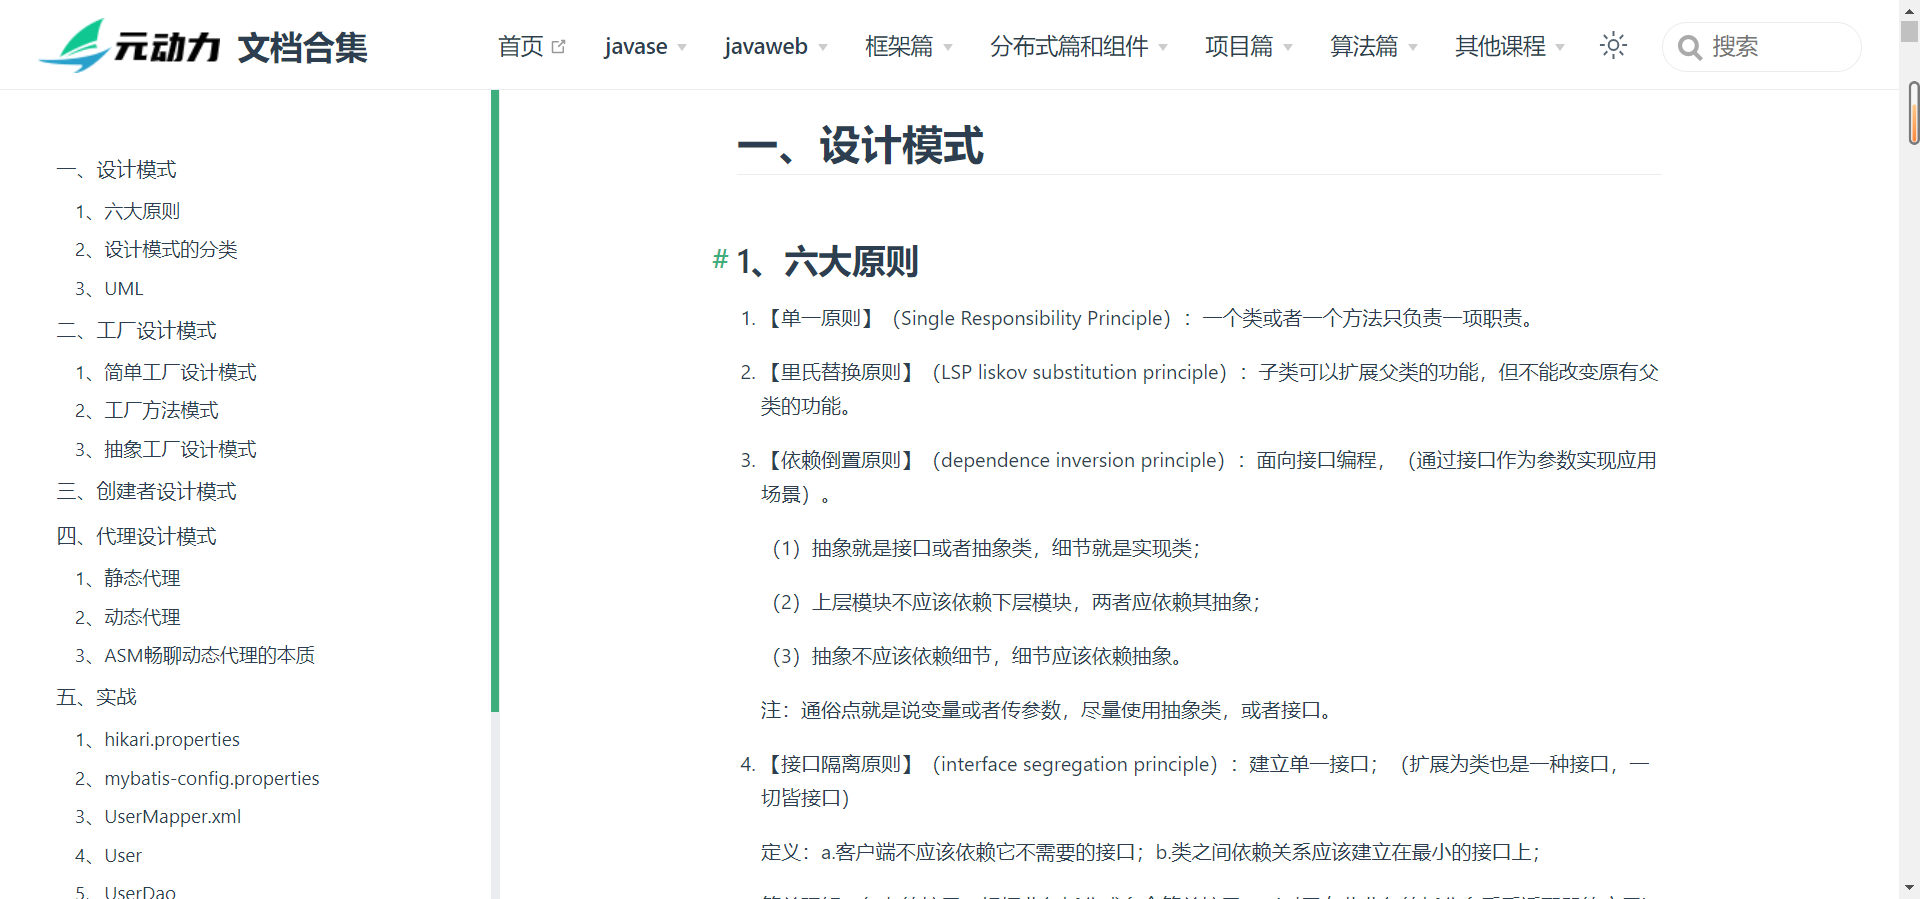 元动力 文档合集
首页 javase javaweb 框架篇 分布式篇和组件 项目篇 算法篇 其他课程 搜索
一、设计模式
1、六大原则
2、设计模式的分类
3、UML
二、工厂设计模式
1、简单工厂设计模式
2、工厂方法模式
3、抽象工厂设计模式
三、创建者设计模式
四、代理设计模式
1、静态代理
2、动态代理
3、ASM畅聊动态代理的本质
五、实战
1、hikari.properties
2、mybatis-config.properties
3、UserMapper.xml
4、User
5、UserDao
一、设计模式
# 1、六大原则
1. 【单一原则】（Single Responsibility Principle）：一个类或者一个方法只负责一项职责。
2. 【里氏替换原则】（LSP liskov substitution principle）：子类可以扩展父类的功能，但不能改变原有父
类的功能。
3. 【依赖倒置原则】（dependence inversion principle）：面向接口编程，（通过接口作为参数实现应用
场景）。
（1）抽象就是接口或者抽象类，细节就是实现类；
（2）上层模块不应该依赖下层模块，两者应依赖其抽象；
（3）抽象不应该依赖细节，细节应该依赖抽象。
注：通俗点就是说变量或者传参数，尽量使用抽象类，或者接口。
4. 【接口隔离原则】（interface segregation principle）：建立单一接口；（扩展为类也是一种接口，一
切皆接口）
定义：a.客户端不应该依赖它不需要的接口；b.类之间依赖关系应该建立在最小的接口上；